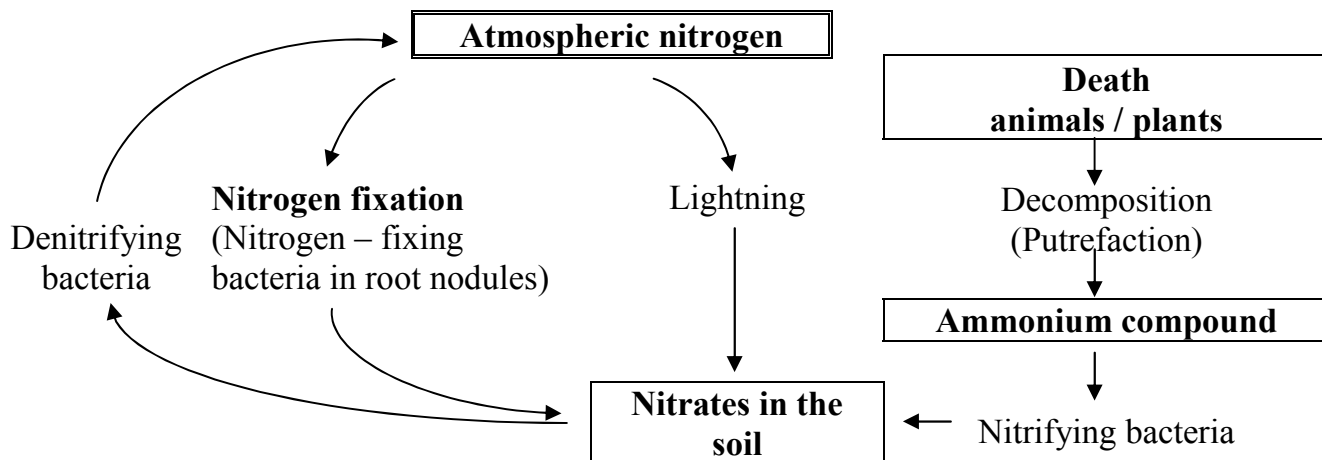 Atmospheric nitrogen
Death
animals / plants
Nitrogen fixation
(Nitrogen – fixing
bacteria in root nodules)
Lightning
Decomposition
(Putrefaction)
Denitrifying
bacteria
Ammonium compound
Nitrates in the
soil
Nitrifying bacteria